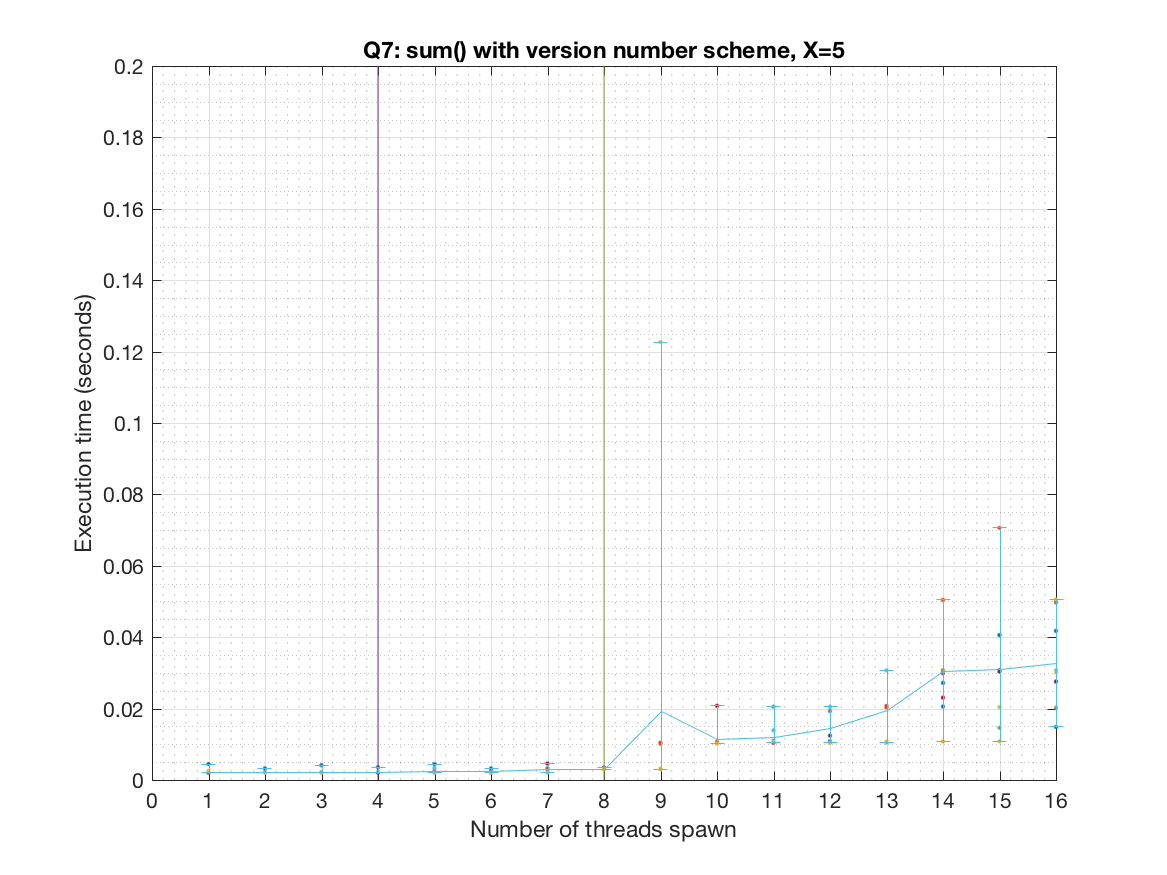 Q7: sum() with version number scheme, X=5
0.2
0.18
0.16
0.14
0.12
0.1
0.08
0.06
0.04
0.02
0
Execution time (seconds)
0 1 2 3 4 5 6 7 8 9 10 11 12 13 14 15 16
Number of threads spawn